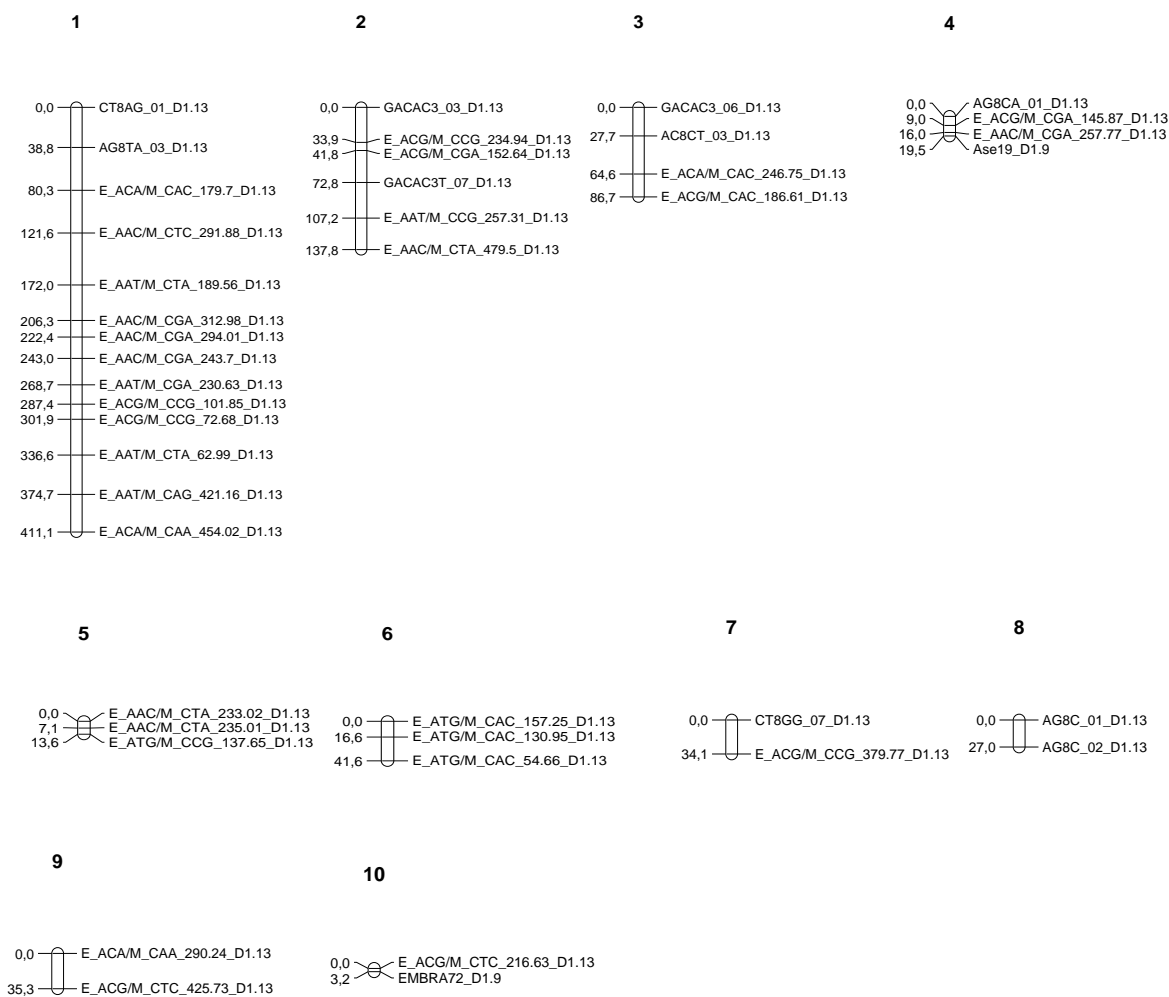 1
0,0 CT8AG_01_D1.13
38,8 AG8TA_03_D1.13
80,3 E_ACA/M_CAC_179.7_D1.13
121,6 E_AAC/M_CTC_291.88_D1.13
172,0 E_AAT/M_CTA_189.56_D1.13
206,3 E_AAC/M_CGA_312.98_D1.13
222,4 E_AAC/M_CGA_294.01_D1.13
243,0 E_AAC/M_CGA_243.7_D1.13
268,7 E_AAT/M_CGA_230.63_D1.13
287,4 E_ACG/M_CCG_101.85_D1.13
301,9 E_ACG/M_CCG_72.68_D1.13
336,6 E_AAT/M_CTA_62.99_D1.13
374,7 E_AAT/M_CAG_421.16_D1.13
411,1 E_ACA/M_CAA_454.02_D1.13
2
0,0 GACAC3_03_D1.13
33,9 E_ACG/M_CCG_234.94_D1.13
41,8 E_ACG/M_CGA_152.64_D1.13
72,8 GACAC3T_07_D1.13
107,2 E_AAT/M_CCG_257.31_D1.13
137,8 E_AAC/M_CTA_479.5_D1.13
3
0,0 GACAC3_06_D1.13
27,7 AC8CT_03_D1.13
64,6 E_ACA/M_CAC_246.75_D1.13
86,7 E_ACG/M_CAC_186.61_D1.13
4
0,0 AG8CA_01_D1.13
9,0 E_ACG/M_CGA_145.87_D1.13
16,0 E_AAC/M_CGA_257.77_D1.13
19,5 Ase19_D1.9
5
0,0 E_AAC/M_CTA_233.02_D1.13
7,1 E_AAC/M_CTA_235.01_D1.13
13,6 E_ATG/M_CCG_137.65_D1.13
6
0,0 E_ATG/M_CAC_157.25_D1.13
16,6 E_ATG/M_CAC_130.95_D1.13
41,6 E_ATG/M_CAC_54.66_D1.13
7
0,0 CT8GG_07_D1.13
34,1 E_ACG/M_CCG_379.77_D1.13
8
0,0 AG8C_01_D1.13
27,0 AG8C_02_D1.13
9
0,0 E_ACA/M_CAA_290.24_D1.13
35,3 E_ACG/M_CTC_425.73_D1.13
10
0,0 E_ACG/M_CTC_216.63_D1.13
3,2 EMBRA72_D1.9